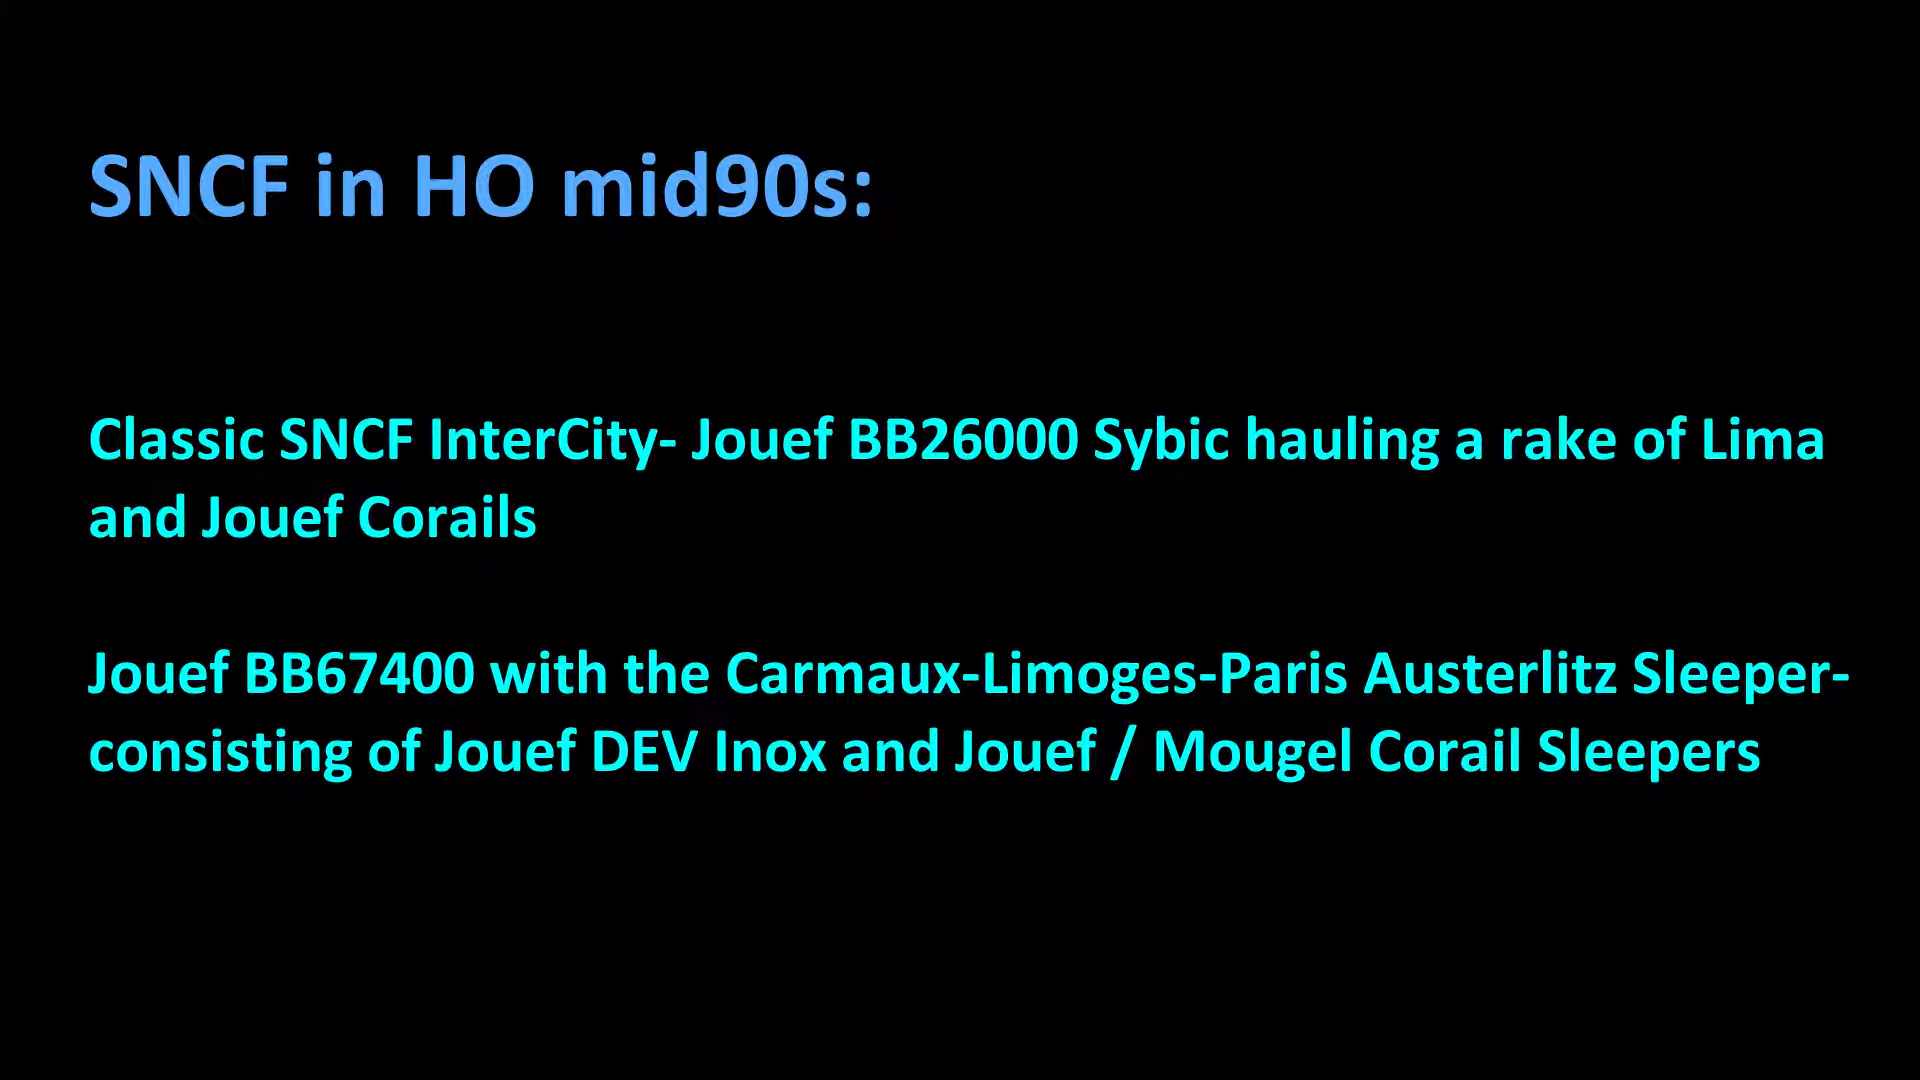 SNCF in HO mid90s:
Classic SNCF InterCity- Jouef BB26000 Sybic hauling a rake of Lima
and Jouef Corails
Jouef BB67400 with the Carmaux-Limoges-Paris Austerlitz Sleeper-
consisting of Jouef DEV Inox and Jouef / Mougel Corail Sleepers